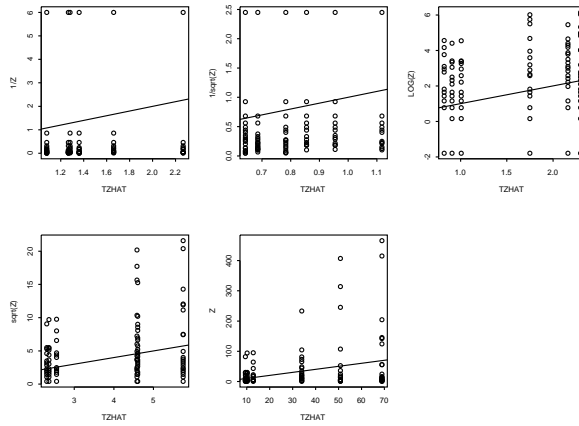 1/Z
0 1 2 3 4 5 6
1.2 1.4 1.6 1.8 2.0 2.2
TZHAT
1/sqrt(Z)
0.0 0.5 1.0 1.5 2.0 2.5
0.7 0.8 0.9 1.0 1.1
TZHAT
LOG(Z)
-2 0 2 4 6
1.0 1.5 2.0
TZHAT
sqrt(Z)
0 5 10 15 20
3 4 5
TZHAT
Z
0 100 200 300 400
10 20 30 40 50 60 70
TZHAT